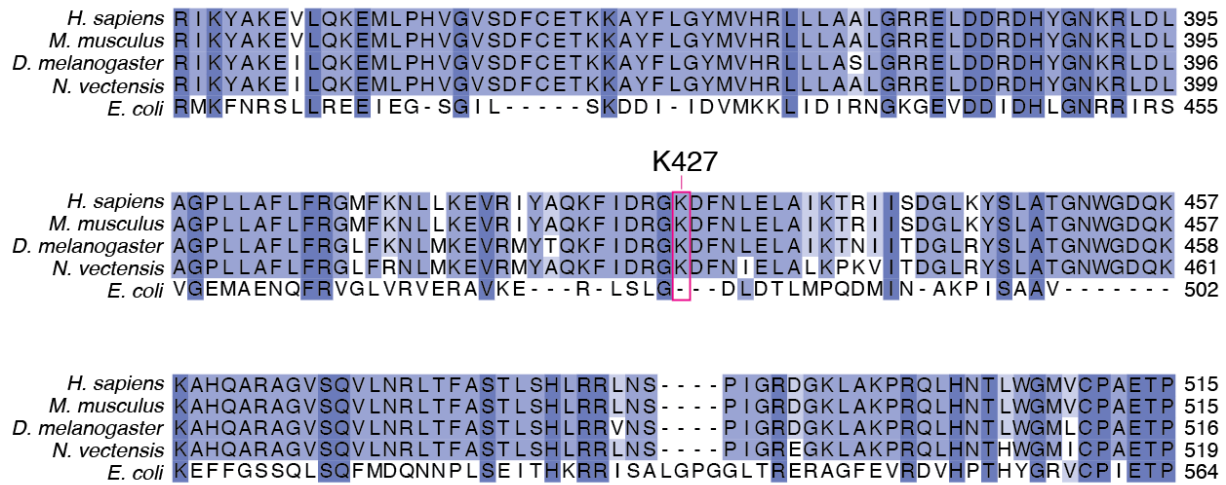 H. sapiens RIKYAKEVLQKEMLPHVGVSDFCETKKAYFLGYMVHRLLLAALGRRELDDRDHYGNKRLDL 395
M. musculus RIKYAKEVLQKEMLPHVGVSDFCETKKAYFLGYMVHRLLLAALGRRELDDRDHYGNKRLDL 395
D. melanogaster RIKYAKEILQKEMLPHVGVSDFCETKKAYFLGYMVHRLLLASLGRRELDDRDHYGNKRLDL 396
N. vectensis RIKYAKEILQKEMLPHVGVSDFCETKKAYFLGYMVHRLLLAALGRRELDDRDHYGNKRLDL 399
E. coli RMKFNRSLLREEIEG-SGIL-----SKDDI-IDVMKKLIDIRNGKGEVDDIDHLGNRRIRS 455
K427
H. sapiens AGPLLAFLFRGMFKNLLKEVRIYAQKFIDRGKDFNLELAIKTRIISDGLKYSLATGNWGDQK 457
M. musculus AGPLLAFLFRGMFKNLLKEVRIYAQKFIDRGKDFNLELAIKTRIISDGLKYSLATGNWGDQK 457
D. melanogaster AGPLLAFLFRGLFKNLMKEVRMYTQKFIDRGKDFNLELAIKTNIITDGLRYSLATGNWGDQK 458
N. vectensis AGPLLAFLFRGLFRNLMKEVRMYAQKFIDRGKDFNIELALKPKVITDGLRYSLATGNWGDQK 461
E. coli VGEMAENQFRVGLVRVERAVKE---R-LSLG---DLDTLMPQDMIN-AKPISAAV------- 502
H. sapiens KAHQARAGVSQVLNRLTFASTLSHLRRLNS----PIGRDGKLAKPRQLHNTLWGMVCPAETP 515
M. musculus KAHQARAGVSQVLNRLTFASTLSHLRRLNS----PIGRDGKLAKPRQLHNTLWGMVCPAETP 515
D. melanogaster KAHQARAGVSQVLNRLTFASTLSHLRRVNS----PIGRDGKLAKPRQLHNTLWGMLCPAETP 516
N. vectensis KAHQARAGVSQVLNRLTFASTLSHLRRLNS----PIGREGKLAKPRQLHNTHWGMICPAETP 519
E. coli KEFFGSSQLSQFMDQNNPLSEITHKRRISALGPGGLTRERAGFEVRDVHPTHYGRVCPIETP 564